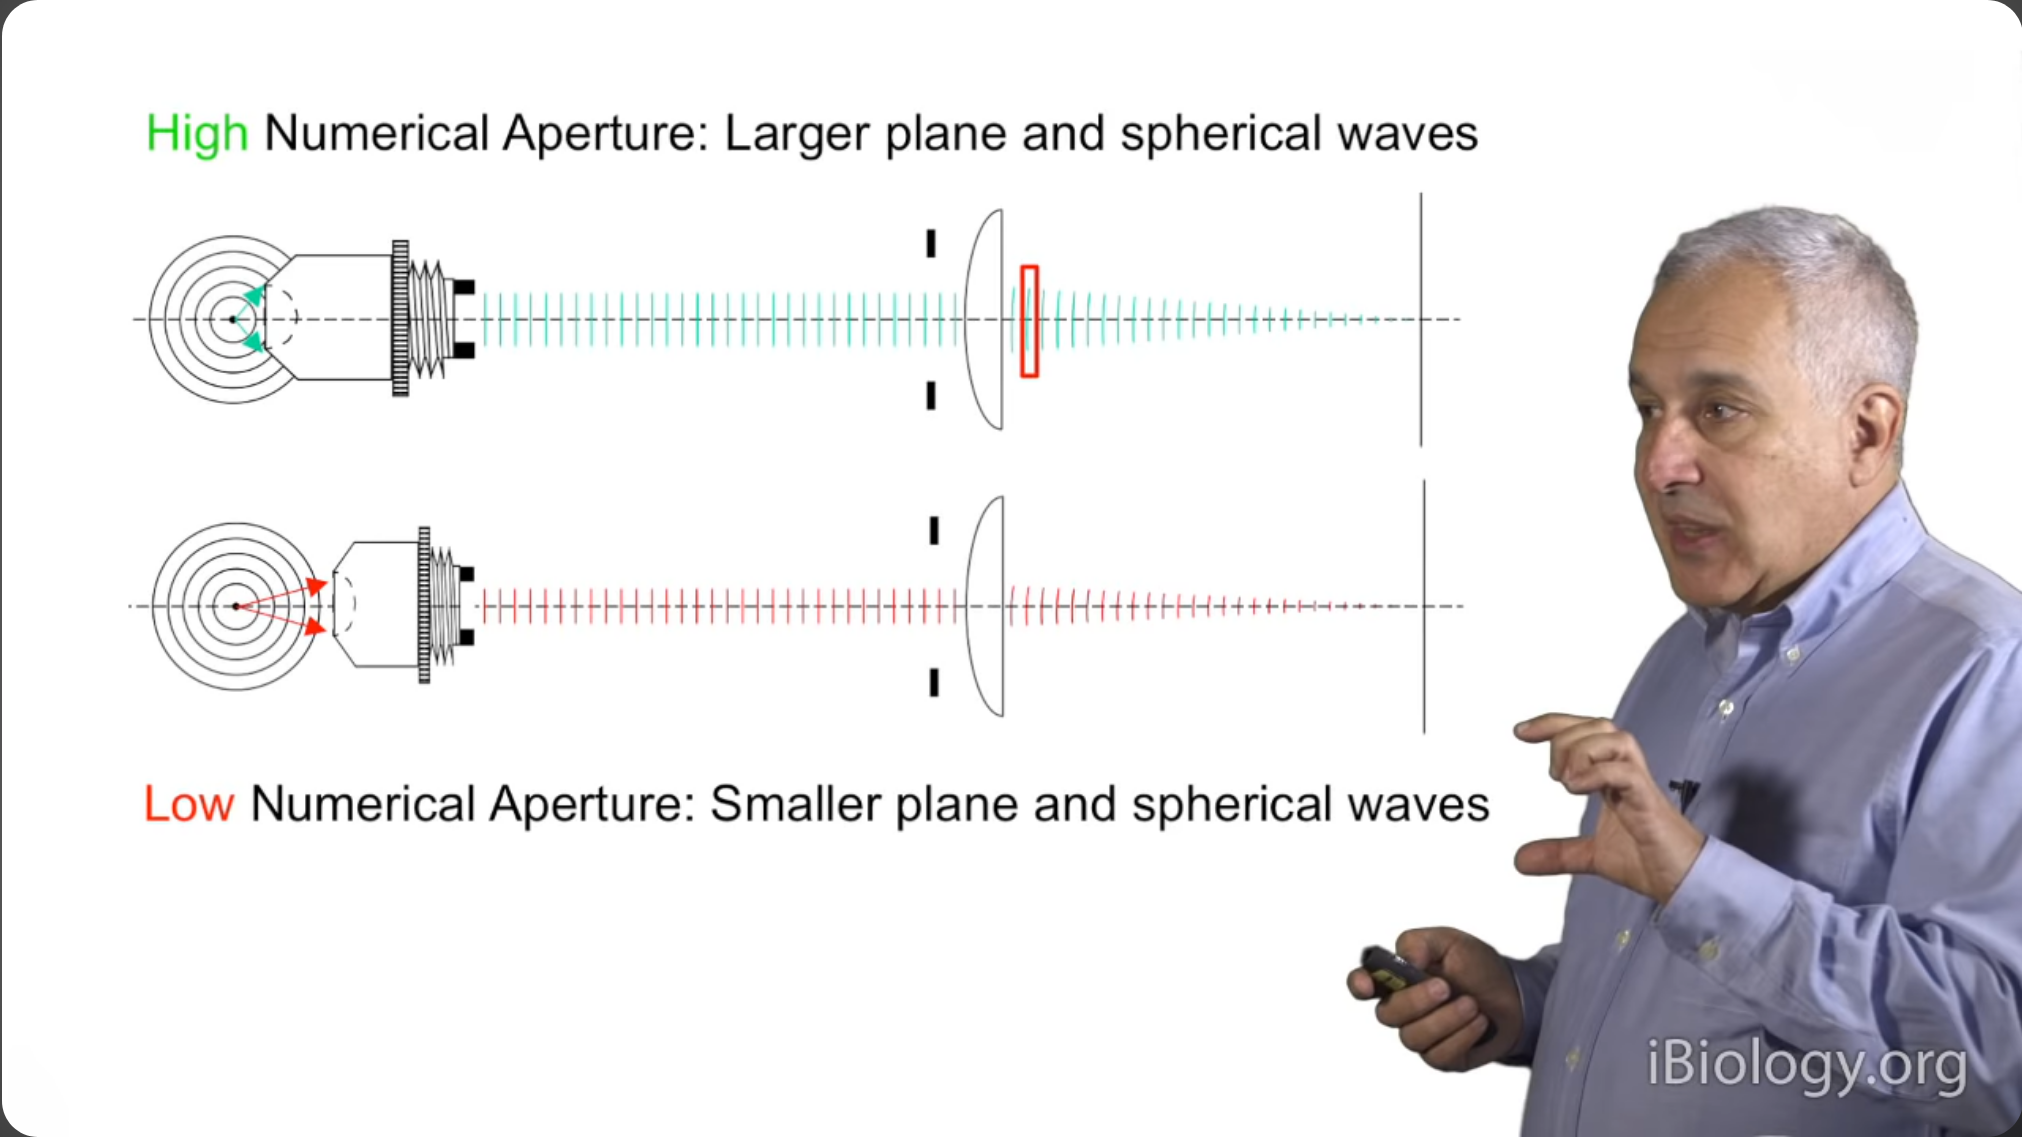 High Numerical Aperture: Larger plane and spherical waves
Low Numerical Aperture: Smaller plane and spherical waves
iBiology.org